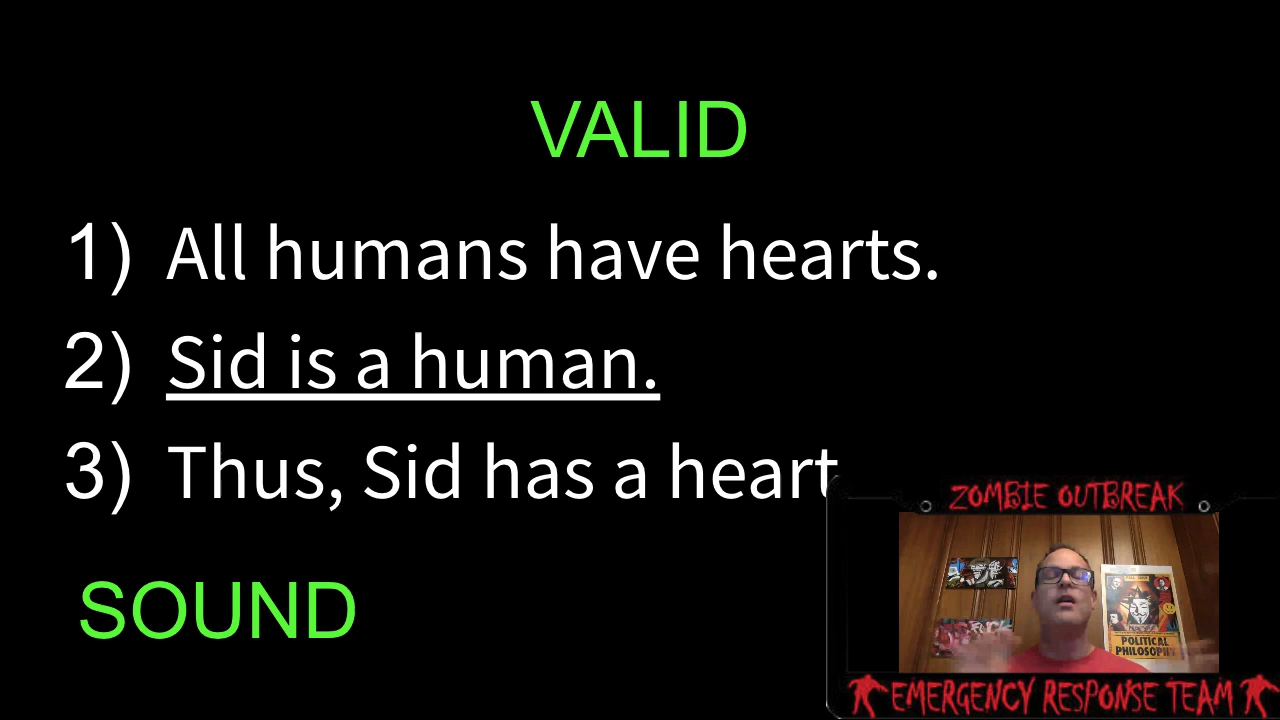 VALID
1) All humans have hearts.
2) Sid is a human.
3) Thus, Sid has a heart
SOUND
ZOMBIE OUTBREAK
POLITICAL
PHILOSOPHY
EMERGENCY RESPONSE TEAM